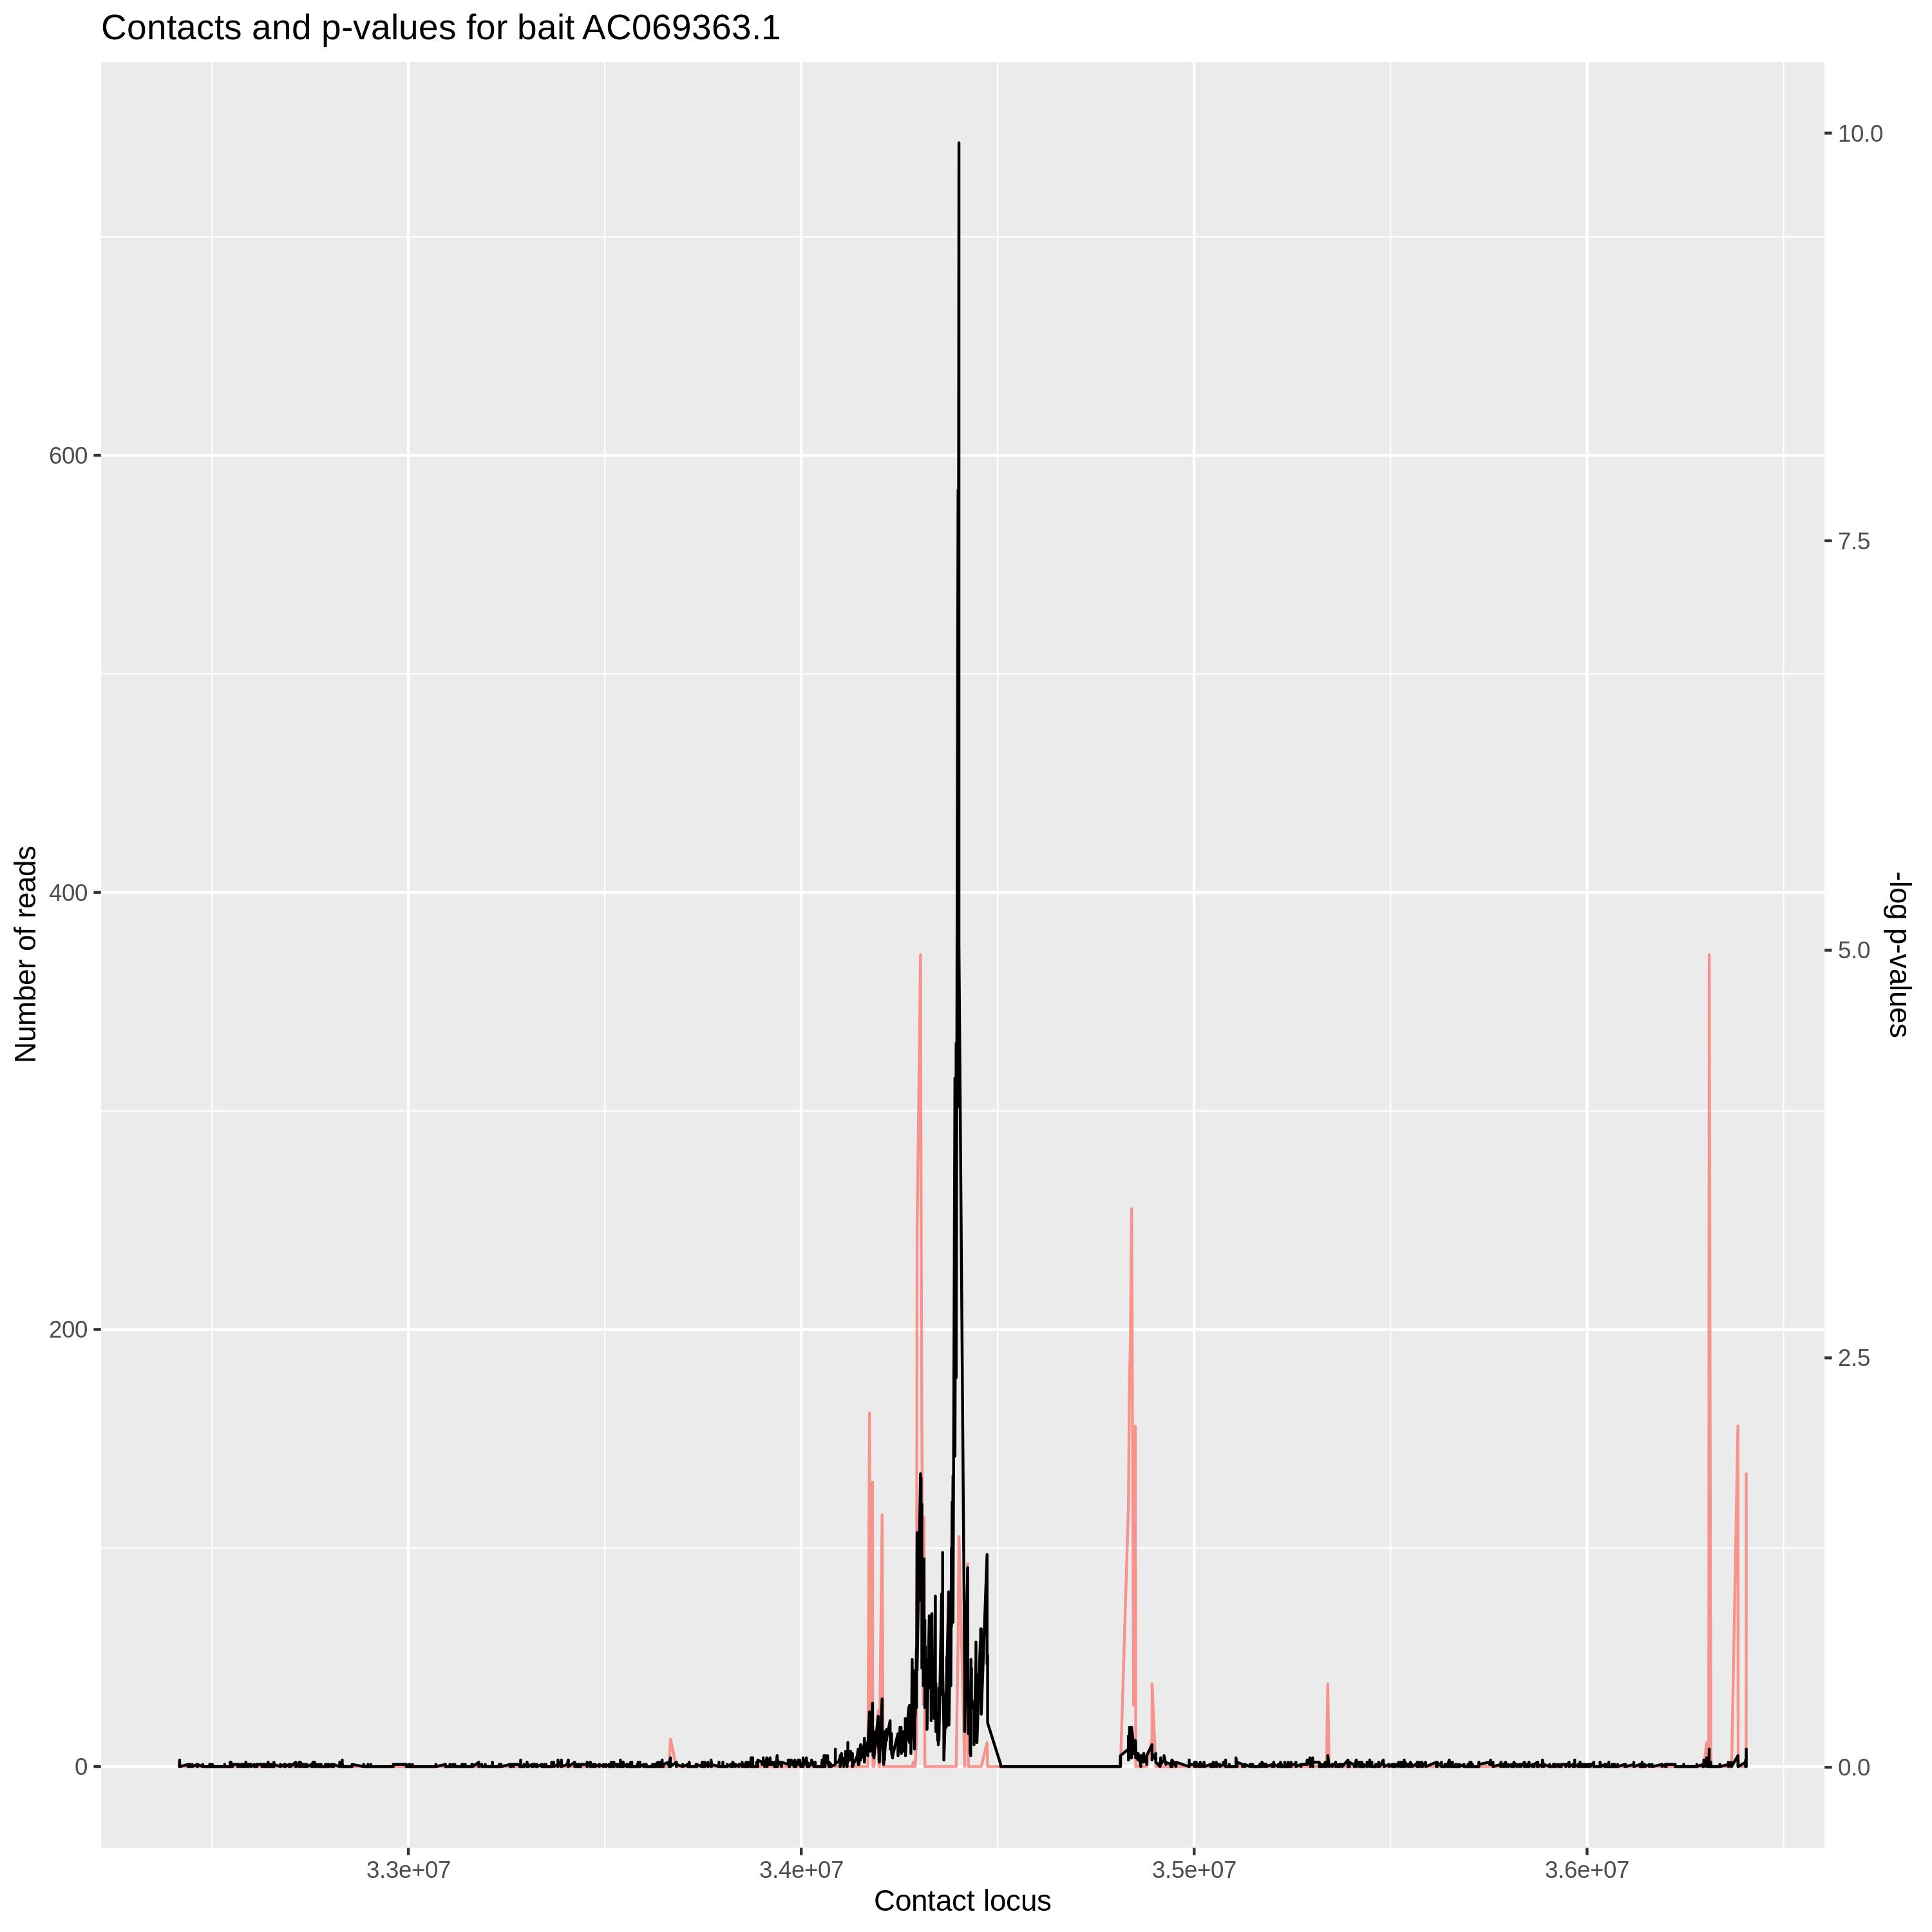 Contacts and p-values for bait AC069363.1
10.0
600
7.5
Number of reads
400
5.0
-log p-values
200
2.5
0
0.0
3.3e+07
3.4e+07
3.5e+07
3.6e+07
Contact locus